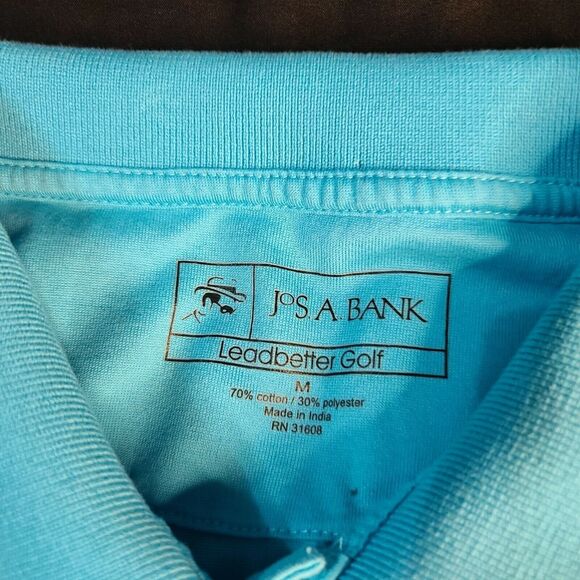 JoS. A. BANK
Leadbetter Golf
M
70% cotton / 30% polyester
Made in India
RN 31608